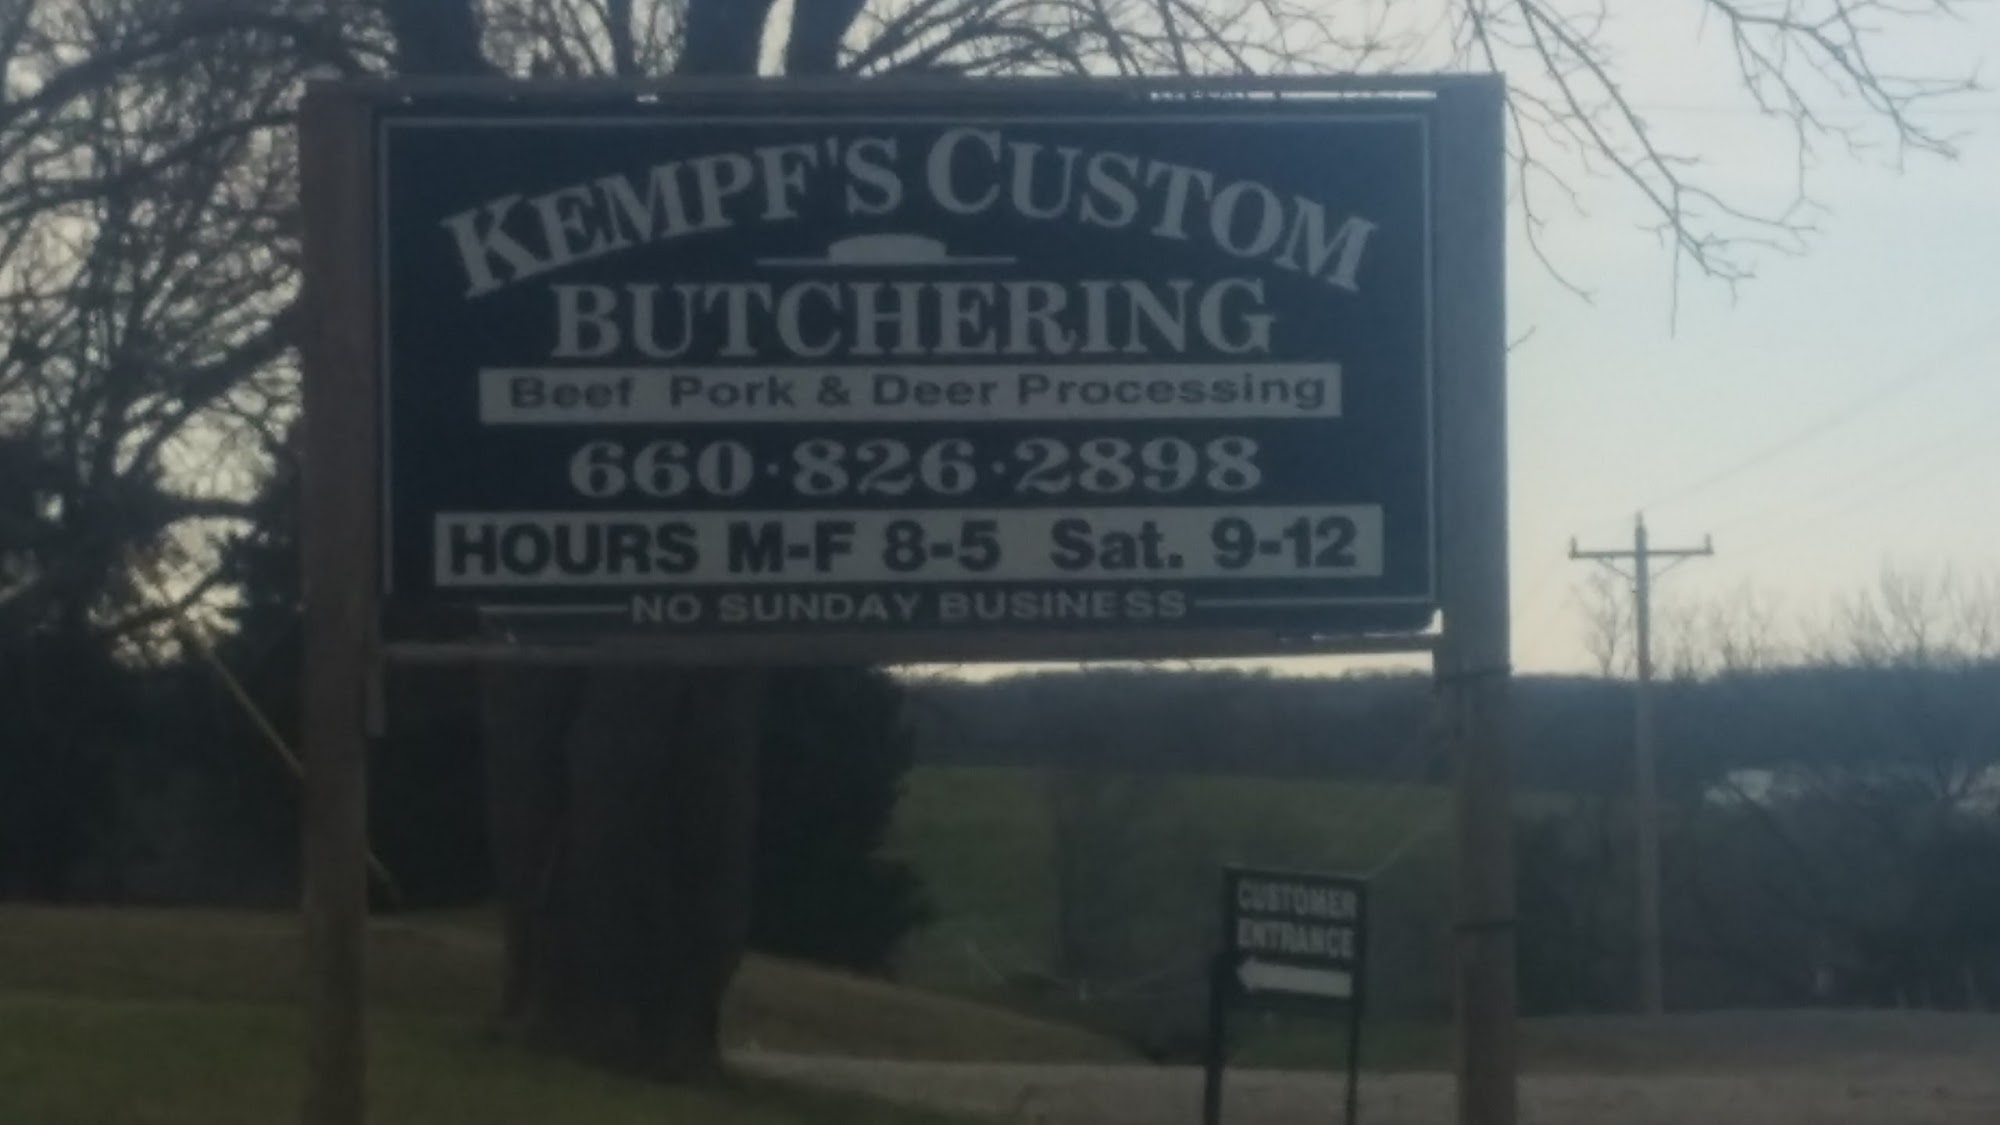 KEMPF'S CUSTOM
BUTCHERING
Beef Pork & Deer Processing
660·826·2898
HOURS M-F 8-5 Sat. 9-12
NO SUNDAY BUSINESS
CUSTOMER
ENTRANCE